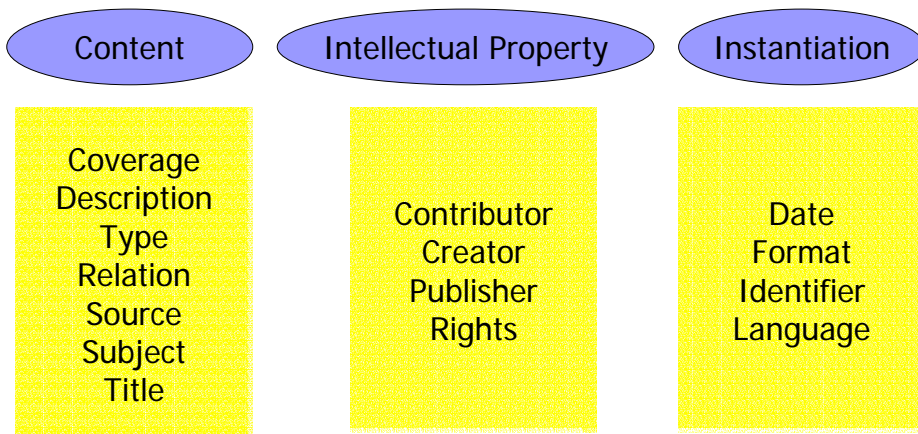 Content
Intellectual Property
Instantiation
Coverage
Description
Type
Relation
Source
Subject
Title
Contributor
Creator
Publisher
Rights
Date
Format
Identifier
Language